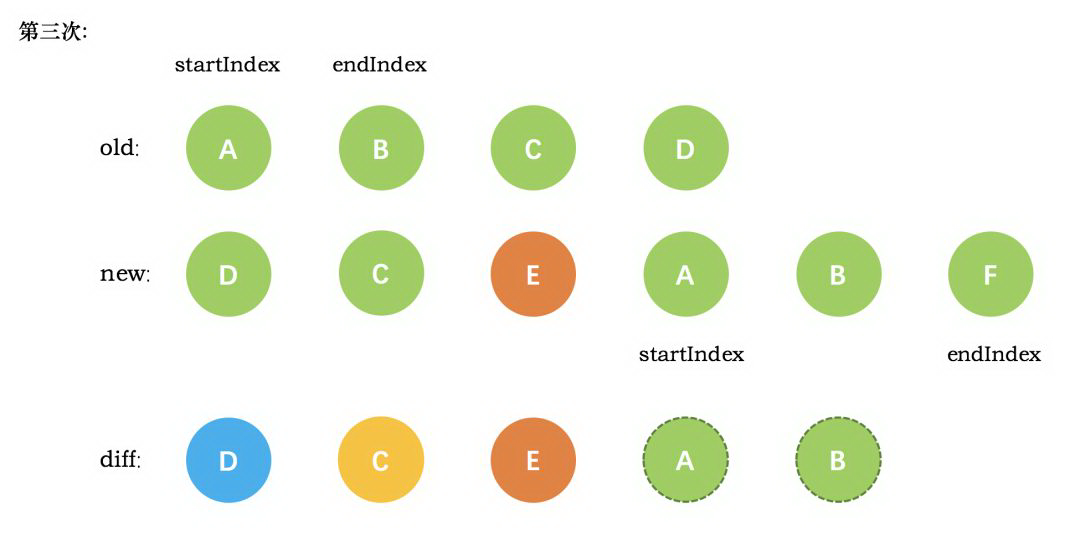 第三次:
startIndex endIndex
old: A B C D
new: D C E A B F
startIndex endIndex
diff: D C E A B